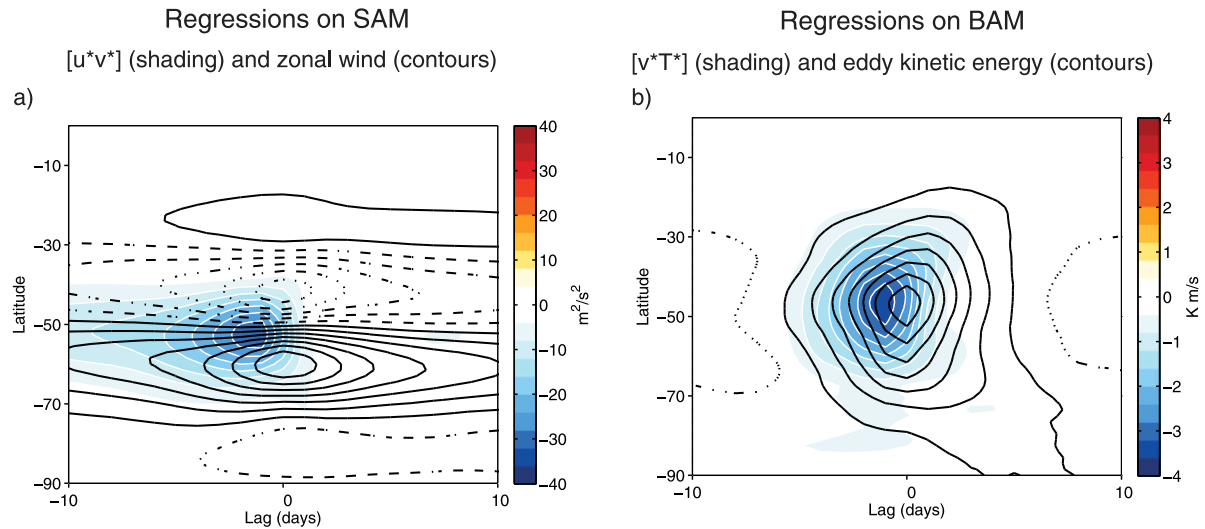 Regressions on SAM
[u*v*] (shading) and zonal wind (contours)
a)
−10
−30
−50
−70
−90
Latitude
−10
0
10
Lag (days)
40
30
20
10
0
−10
−20
−30
−40
m²/s²
Regressions on BAM
[v*T*] (shading) and eddy kinetic energy (contours)
b)
−10
−30
−50
−70
−90
Latitude
−10
0
10
Lag (days)
4
3
2
1
0
−1
−2
−3
−4
K m/s